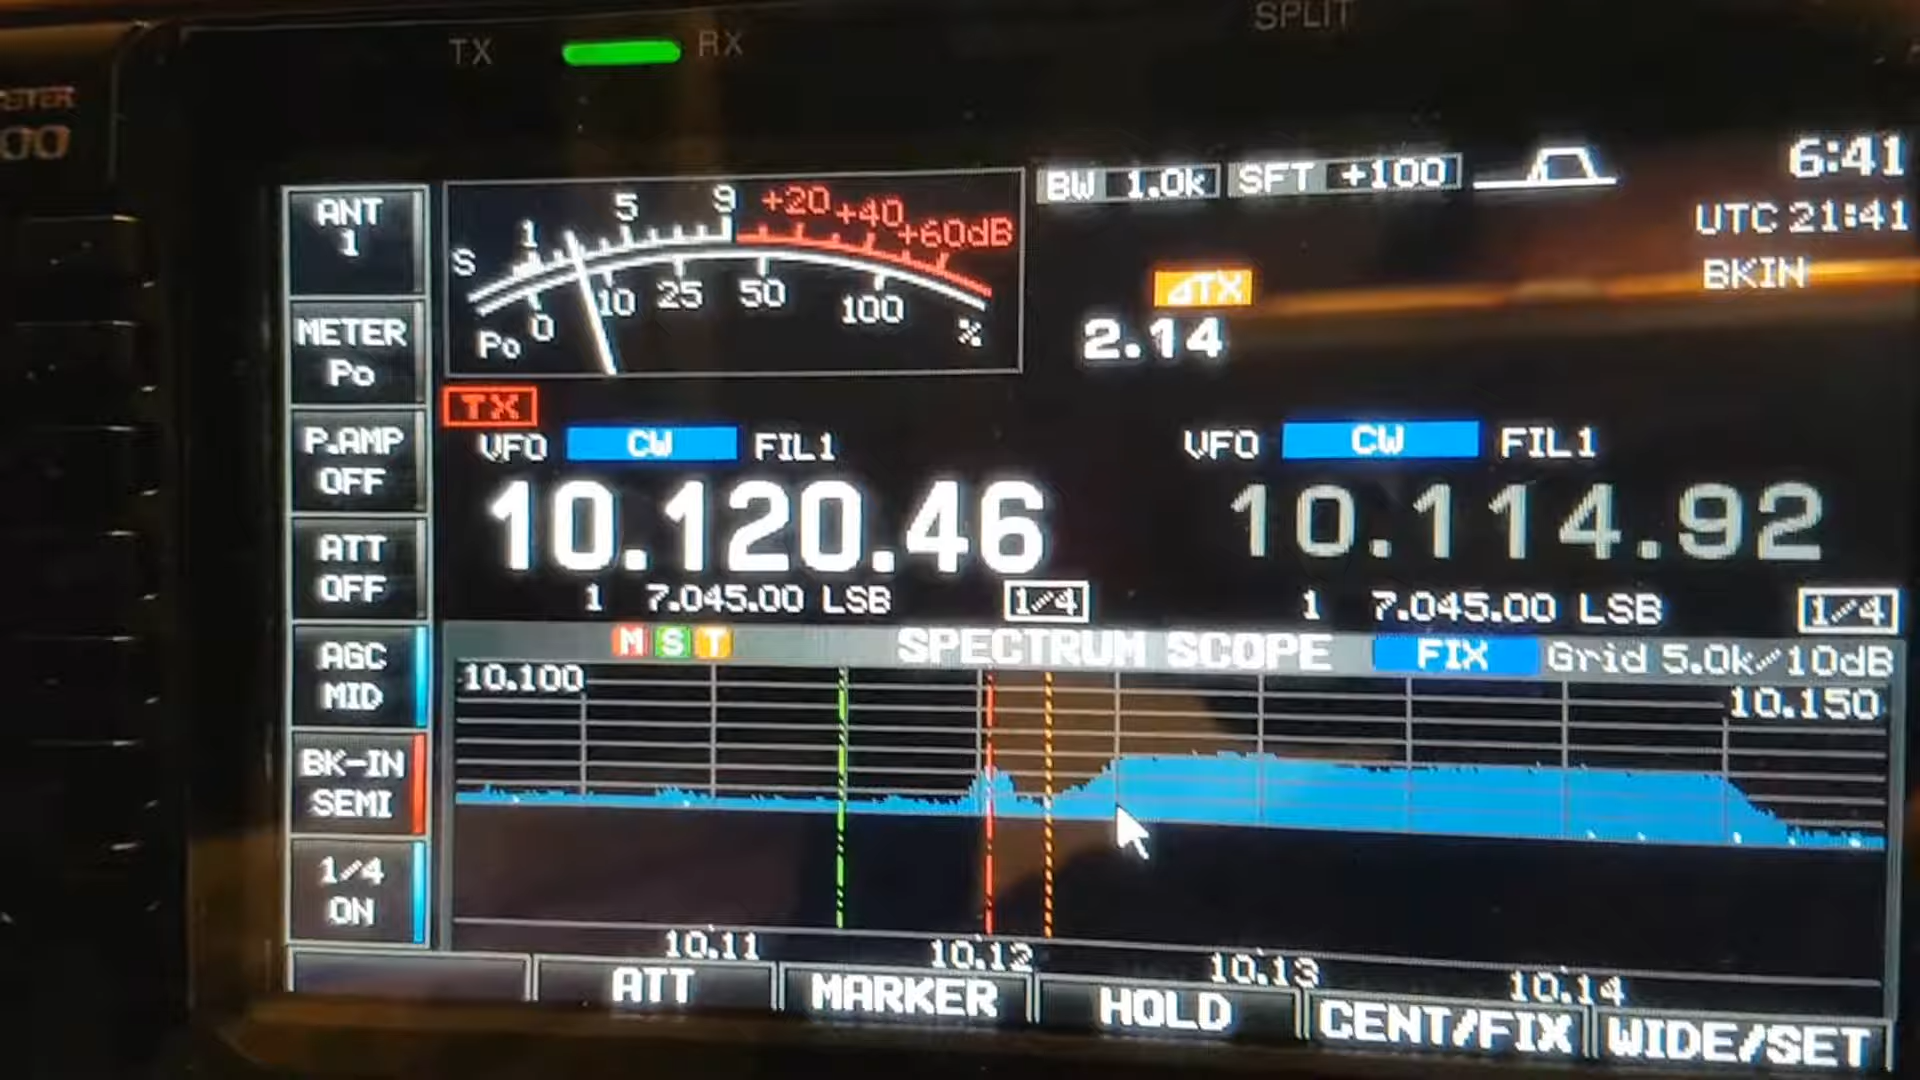 TX RX SPLIT
00
ANT
1
METER
Po
P.AMP
OFF
ATT
OFF
AGC
MID
BK-IN
SEMI
1/4
ON
S 1 5 9 +20 +40 +60dB
Po 0 10 25 50 100 %
BW 1.0k SFT +100
6:41
UTC 21:41
BKIN
⊿TX
2.14
TX
VFO CW FIL1
10.120.46
1 7.045.00 LSB 1/4
VFO CW FIL1
10.114.92
1 7.045.00 LSB 1/4
M S T SPECTRUM SCOPE FIX Grid 5.0k/10dB
10.100 10.150
10.11 10.12 10.13 10.14
ATT MARKER HOLD CENT/FIX WIDE/SET